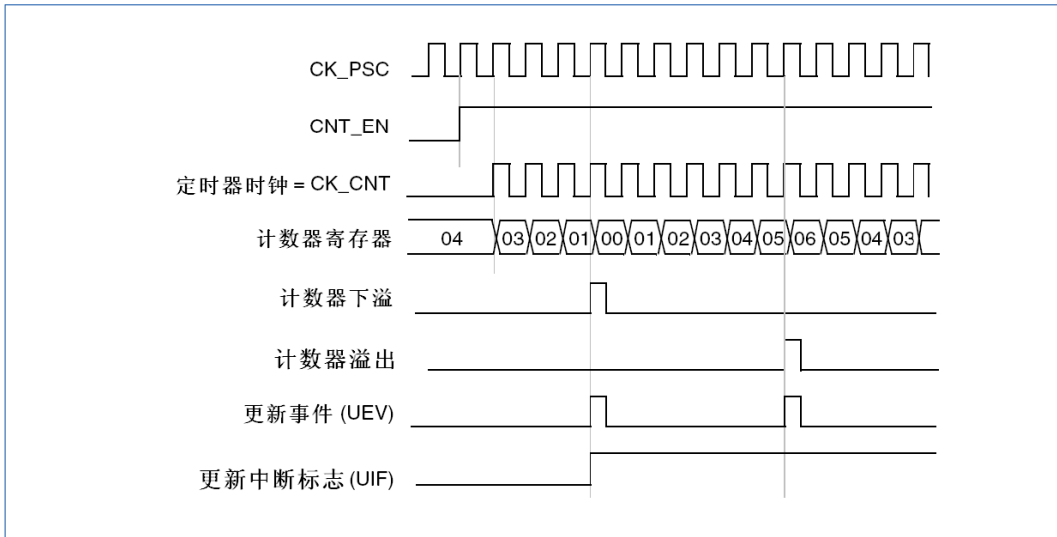 CK_PSC
CNT_EN
定时器时钟 = CK_CNT
计数器寄存器 04 03 02 01 00 01 02 03 04 05 06 05 04 03
计数器下溢
计数器溢出
更新事件 (UEV)
更新中断标志 (UIF)